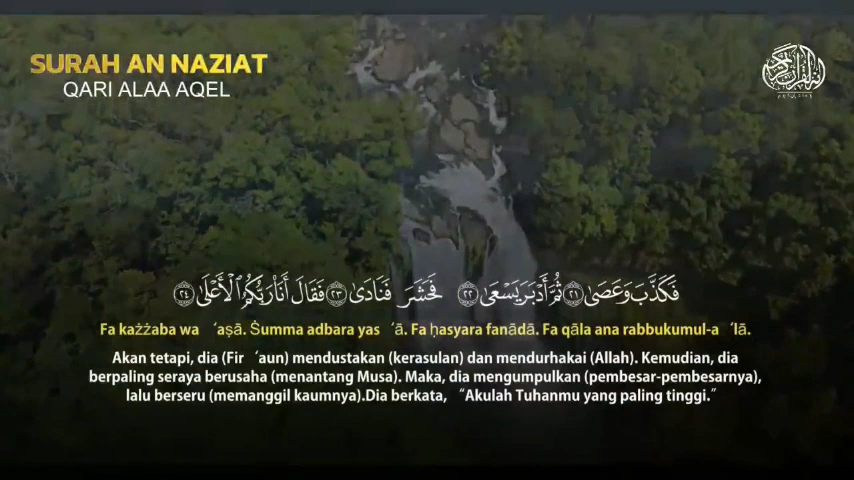 SURAH AN NAZIAT
QARI ALAA AQEL
فَكَذَّبَ وَعَصَىٰ ۝٢١ ثُمَّ أَدْبَرَ يَسْعَىٰ ۝٢٢ فَحَشَرَ فَنَادَىٰ ۝٢٣ فَقَالَ أَنَا۠ رَبُّكُمُ ٱلْأَعْلَىٰ ۝٢٤
Fa każżaba wa ‘aṣā. Ṡumma adbara yas ‘ā. Fa ḥasyara fanādā. Fa qāla ana rabbukumul-a ‘lā.
Akan tetapi, dia (Fir ‘aun) mendustakan (kerasulan) dan mendurhakai (Allah). Kemudian, dia
berpaling seraya berusaha (menantang Musa). Maka, dia mengumpulkan (pembesar-pembesarnya),
lalu berseru (memanggil kaumnya).Dia berkata, “Akulah Tuhanmu yang paling tinggi.”